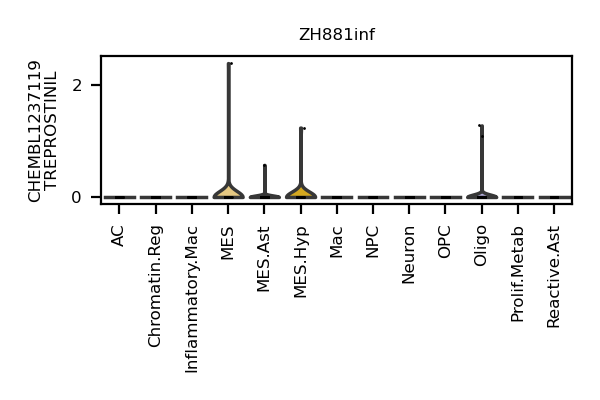 ZH881inf
CHEMBL1237119
TREPROSTINIL
2
0
AC
Chromatin.Reg
Inflammatory.Mac
MES
MES.Ast
MES.Hyp
Mac
NPC
Neuron
OPC
Oligo
Prolif.Metab
Reactive.Ast